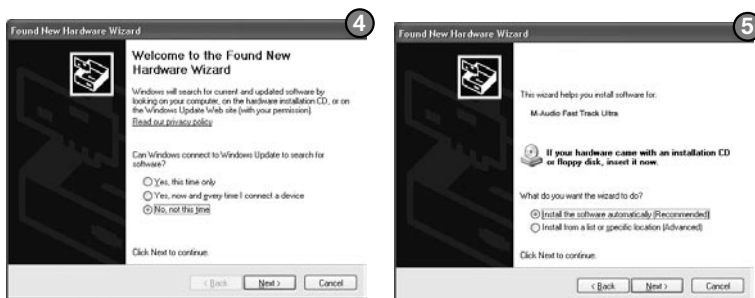 4
Found New Hardware Wizard
Welcome to the Found New
Hardware Wizard
Windows will search for current and updated software by
looking on your computer, on the hardware installation CD, or on
the Windows Update Web site (with your permission).
Read our privacy policy
Can Windows connect to Windows Update to search for
software?
Yes, this time only
Yes, now and every time I connect a device
No, not this time
Click Next to continue.
< Back
Next >
Cancel
5
Found New Hardware Wizard
This wizard helps you install software for:
M-Audio Fast Track Ultra
If your hardware came with an installation CD
or floppy disk, insert it now.
What do you want the wizard to do?
Install the software automatically (Recommended)
Install from a list or specific location (Advanced)
Click Next to continue.
< Back
Next >
Cancel